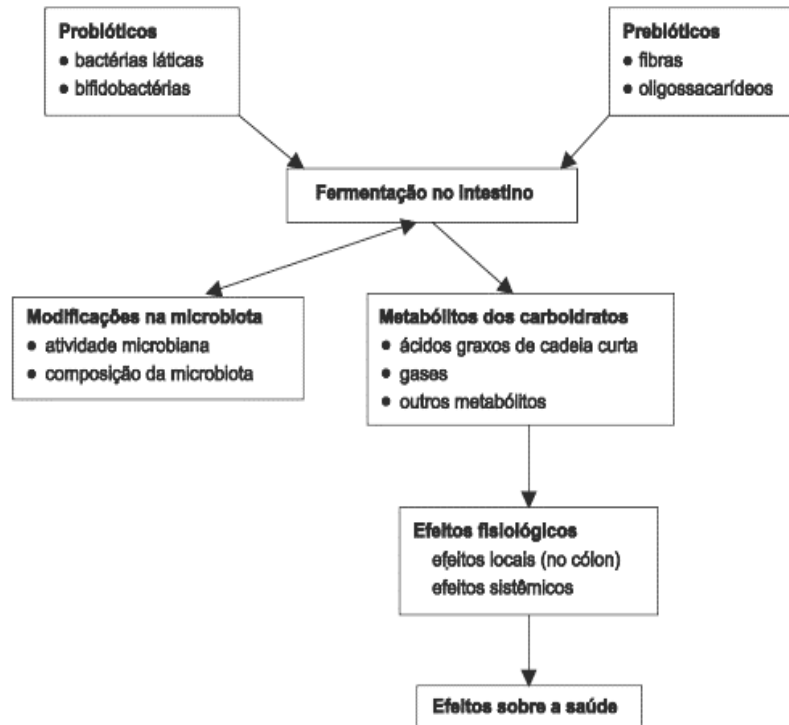 Probióticos
● bactérias láticas
● bifidobactérias
Prebióticos
● fibras
● oligossacarídeos
Fermentação no intestino
Modificações na microbiota
● atividade microbiana
● composição da microbiota
Metabólitos dos carboidratos
● ácidos graxos de cadeia curta
● gases
● outros metabólitos
Efeitos fisiológicos
efeitos locais (no cólon)
efeitos sistêmicos
Efeitos sobre a saúde